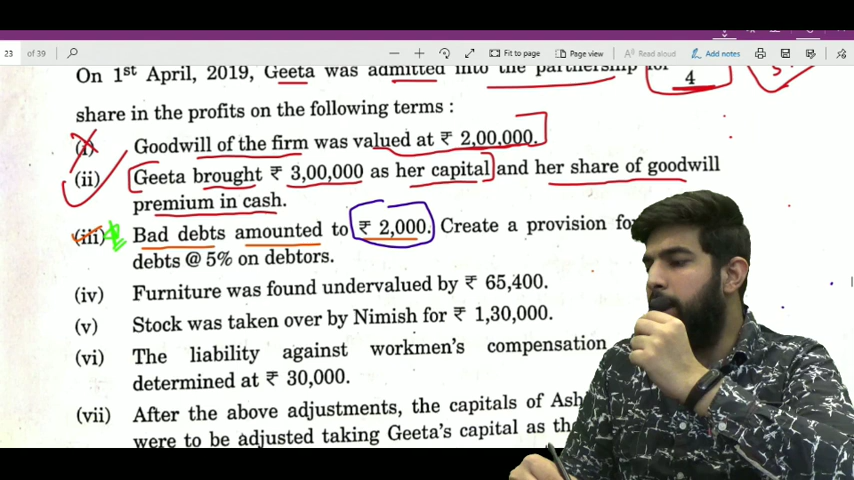 23 of 39
Fit to page
Page view
Read aloud
Add notes
On 1st April, 2019, Geeta was admitted into the partnership for 4
share in the profits on the following terms :
(i) Goodwill of the firm was valued at ₹ 2,00,000.
(ii) Geeta brought ₹ 3,00,000 as her capital and her share of goodwill
premium in cash.
(iii) Bad debts amounted to ₹ 2,000. Create a provision
debts @ 5% on debtors.
(iv) Furniture was found undervalued by ₹ 65,400.
(v) Stock was taken over by Nimish for ₹ 1,30,000.
(vi) The liability against workmen's compensation
determined at ₹ 30,000.
(vii) After the above adjustments, the capitals of
were to be adjusted taking Geeta's capital as